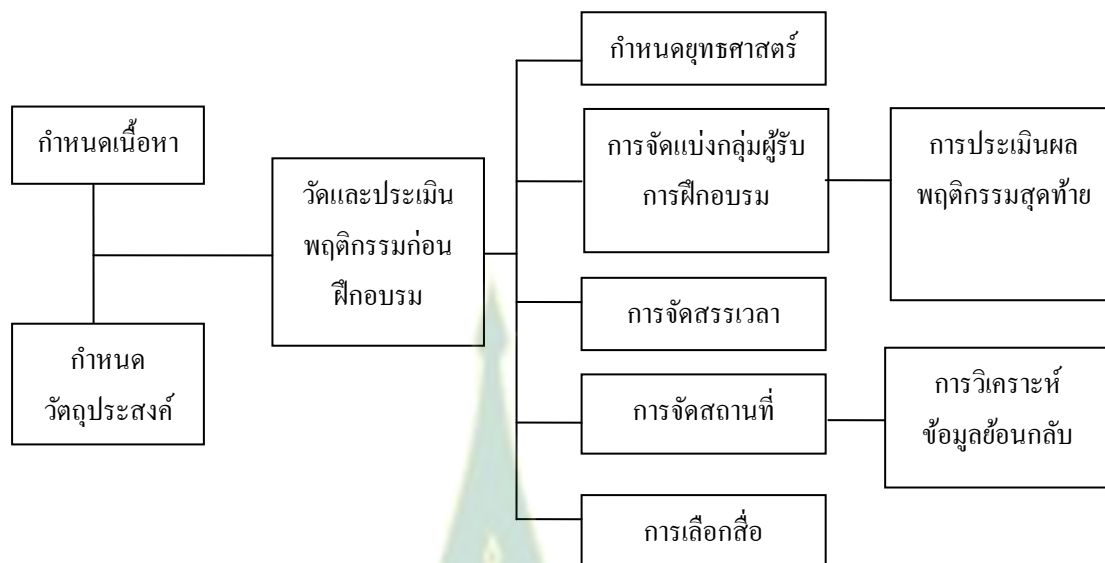 กำหนดเนื้อหา
กำหนด
วัตถุประสงค์
วัดและประเมิน
พฤติกรรมก่อน
ฝึกอบรม
กำหนดยุทธศาสตร์
การจัดแบ่งกลุ่มผู้รับ
การฝึกอบรม
การจัดสรรเวลา
การจัดสถานที่
การเลือกสื่อ
การประเมินผล
พฤติกรรมสุดท้าย
การวิเคราะห์
ข้อมูลย้อนกลับ